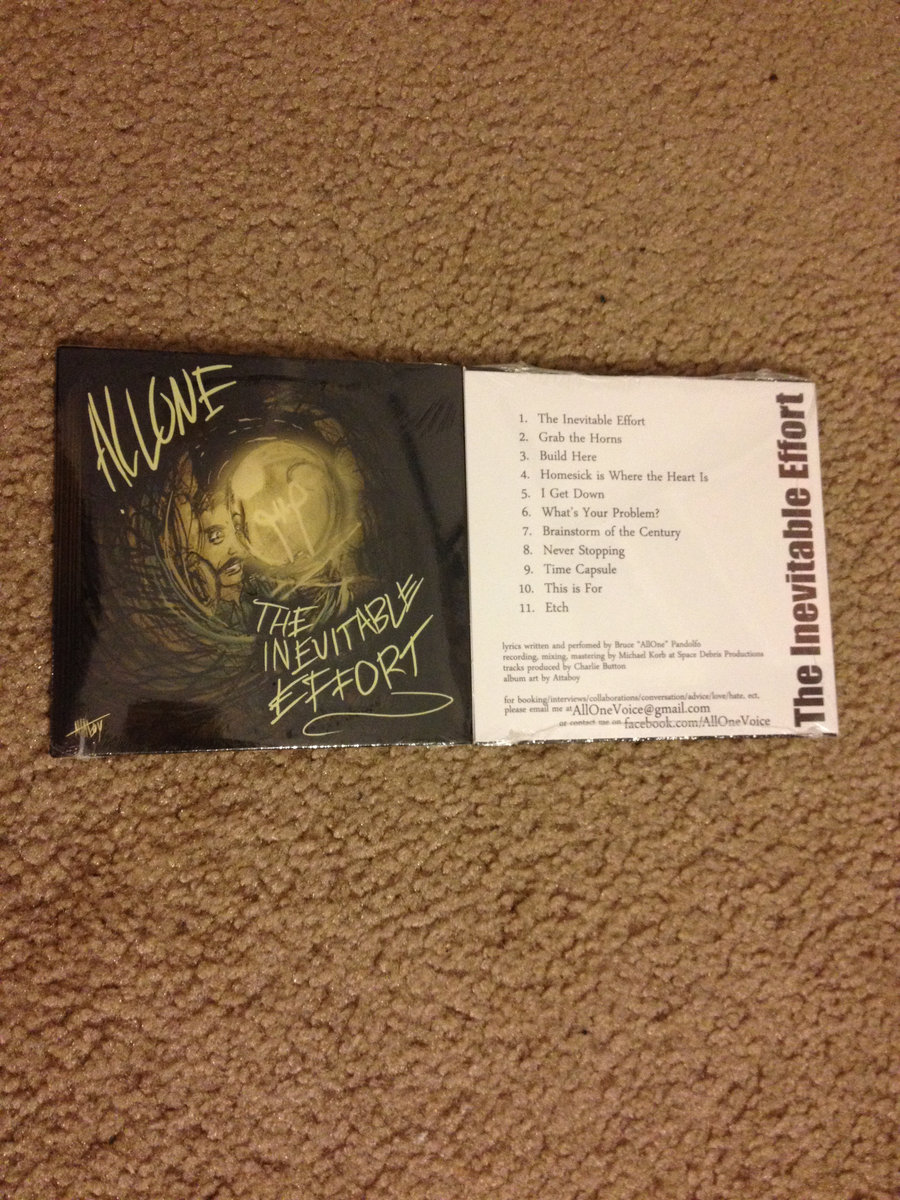 AllONE
THE
INEVITABLE
EFFORT
Attaboy
1. The Inevitable Effort
2. Grab the Horns
3. Build Here
4. Homesick is Where the Heart Is
5. I Get Down
6. What's Your Problem?
7. Brainstorm of the Century
8. Never Stopping
9. Time Capsule
10. This is For
11. Etch
lyrics written and perfomed by Bruce "AllOne" Pandolfo
recording, mixing, mastering by Michael Korb at Space Debris Productions
tracks produced by Charlie Button
album art by Attaboy
for booking/interviews/collaborations/conversation/advice/love/hate, ect,
please email me at AllOneVoice@gmail.com
or contact me on facebook.com/AllOneVoice
The Inevitable Effort